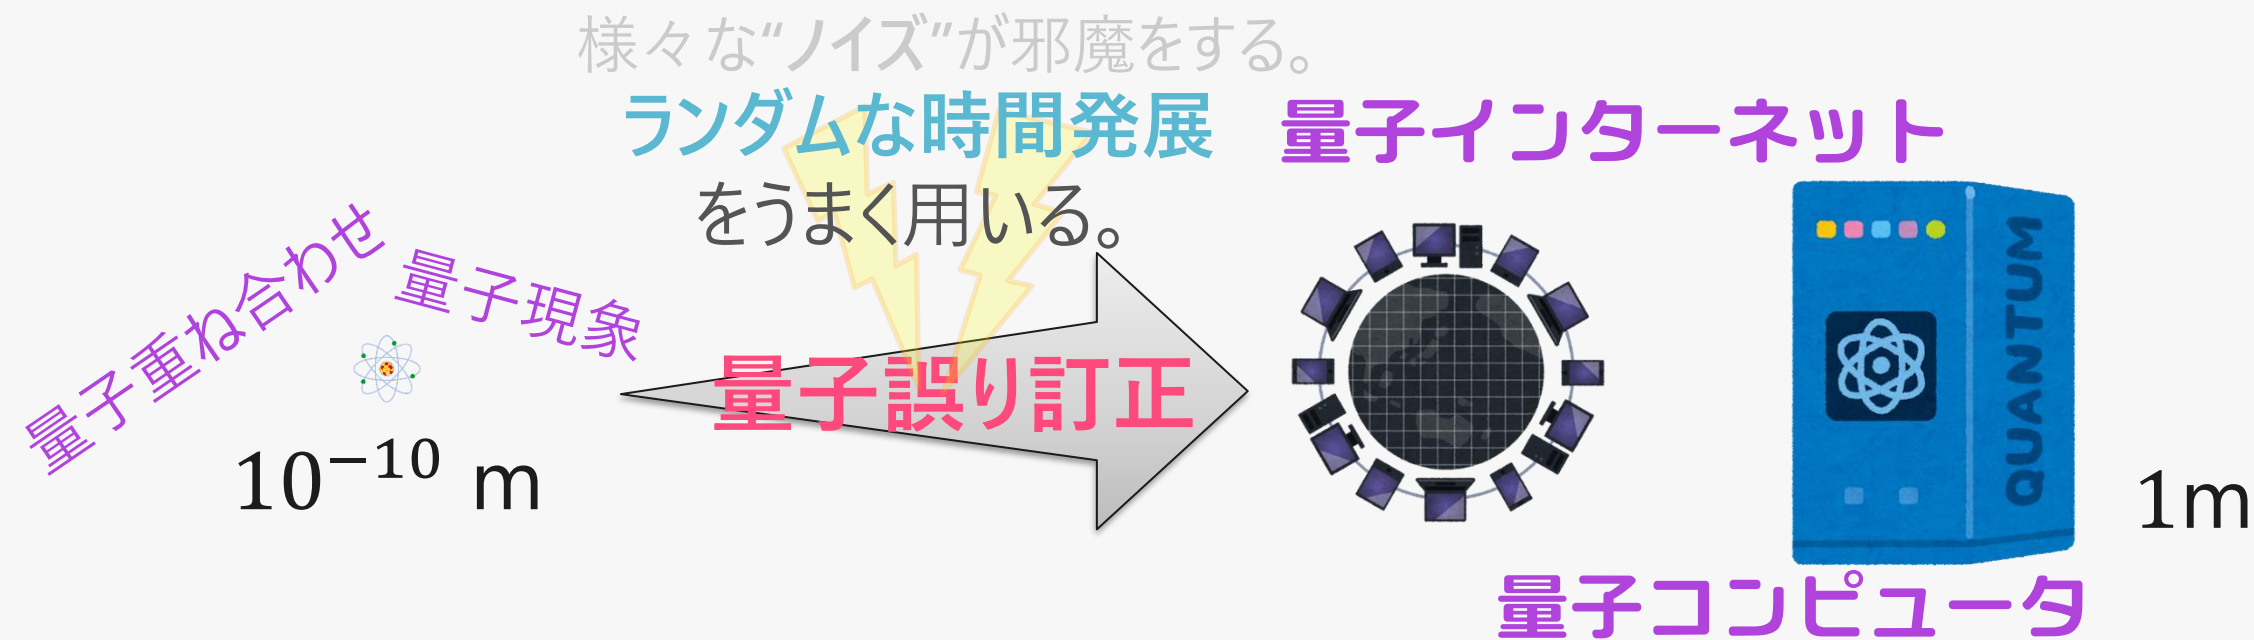 様々な“ノイズ”が邪魔をする。
ランダムな時間発展
をうまく用いる。
量子インターネット
量子重ね合わせ
量子現象
量子誤り訂正
QUANTUM
10⁻¹⁰ m
1m
量子コンピュータ